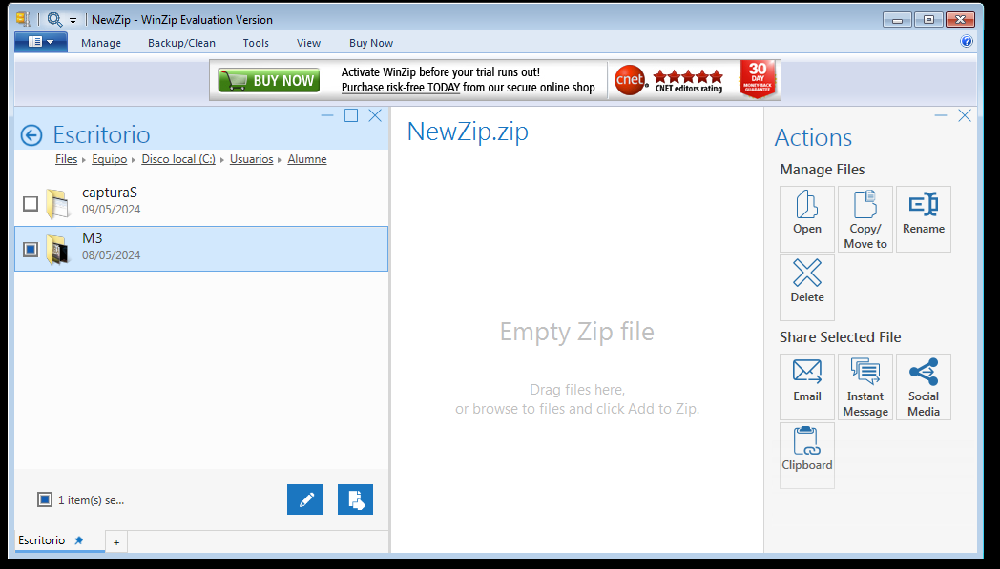 NewZip - WinZip Evaluation Version
Manage Backup/Clean Tools View Buy Now
BUY NOW
Activate WinZip before your trial runs out!
Purchase risk-free TODAY from our secure online shop.
cnet
CNET editors rating
30
DAY
MONEY-BACK
GUARANTEE
Escritorio
Files Equipo Disco local (C:) Usuarios Alumne
capturaS
09/05/2024
M3
08/05/2024
1 item(s) se...
Escritorio +
NewZip.zip
Empty Zip file
Drag files here,
or browse to files and click Add to Zip.
Actions
Manage Files
Open
Copy/
Move to
Rename
Delete
Share Selected File
Email
Instant
Message
Social
Media
Clipboard